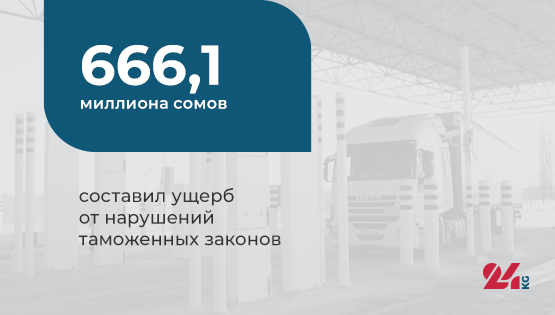 666,1
миллиона сомов
составил ущерб
от нарушений
таможенных законов
24
KG